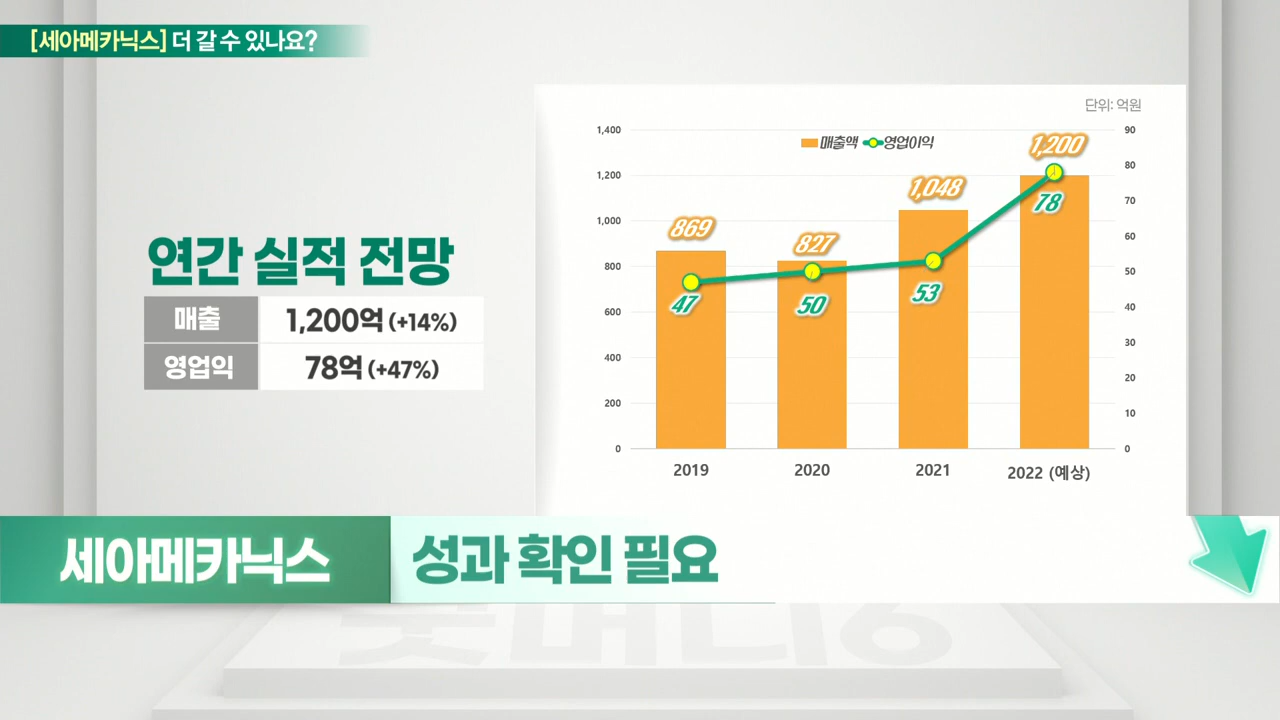 [세아메카닉스] 더 갈 수 있나요?
단위: 억원
연간 실적 전망
매출 1,200억 (+14%)
영업익 78억 (+47%)
매출액 영업이익
1,400
1,200
1,000
800
600
400
200
0
90
80
70
60
50
40
30
20
10
0
869 827 1,048 1,200
47 50 53 78
2019 2020 2021 2022 (예상)
세아메카닉스 성과 확인 필요
굿머니6